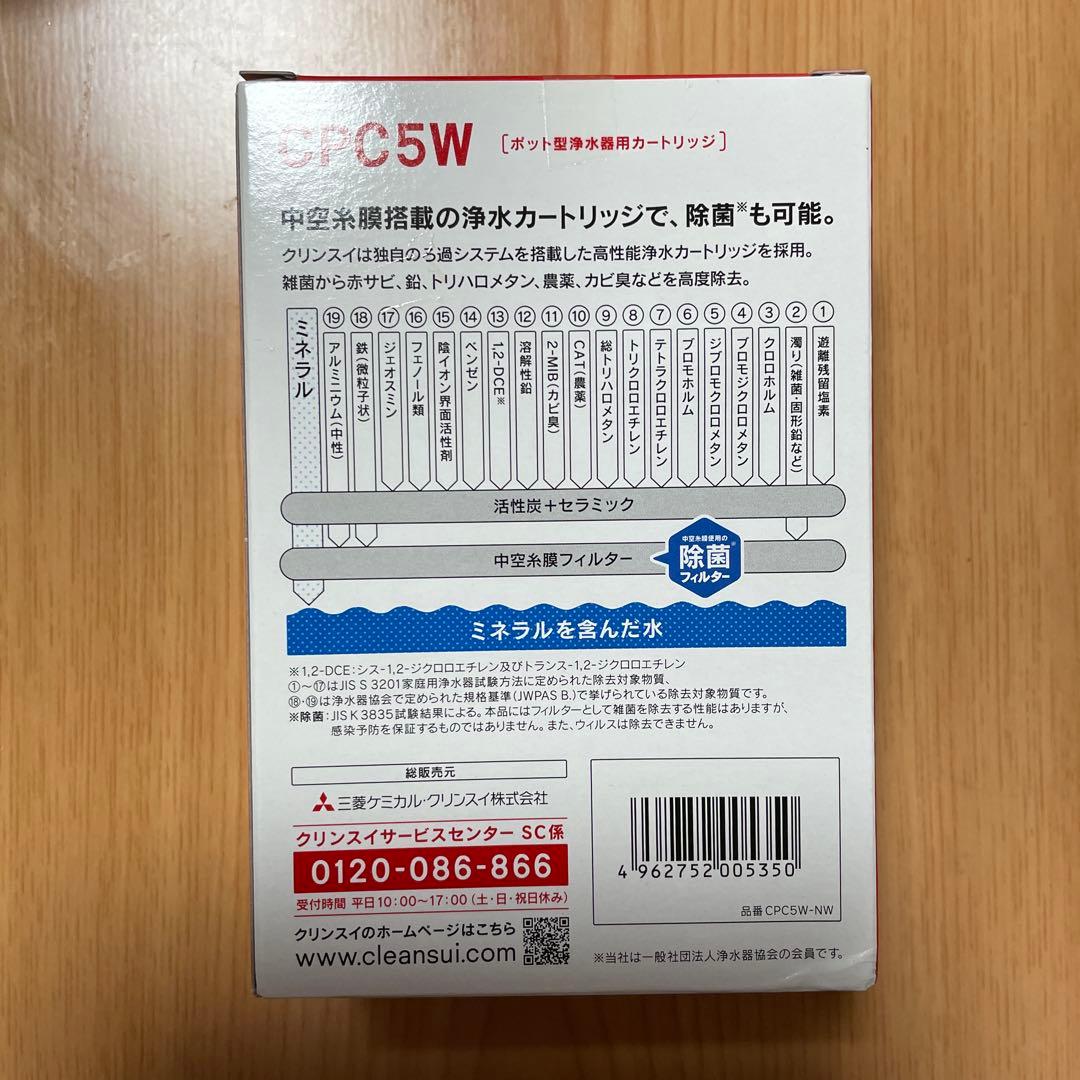 CPC5W [ポット型浄水器用カートリッジ]
中空糸膜搭載の浄水カートリッジで、除菌※も可能。
クリンスイは独自のろ過システムを搭載した高性能浄水カートリッジを採用。
雑菌から赤サビ、鉛、トリハロメタン、農薬、カビ臭などを高度除去。
① 遊離残留塩素
② 濁り(雑菌・固形鉛など)
③ クロロホルム
④ ブロモジクロロメタン
⑤ ジブロモクロロメタン
⑥ ブロモホルム
⑦ テトラクロロエチレン
⑧ トリクロロエチレン
⑨ 総トリハロメタン
⑩ CAT(農薬)
⑪ 2-MIB(カビ臭)
⑫ 溶解性鉛
⑬ 1,2-DCE※
⑭ ベンゼン
⑮ 陰イオン界面活性剤
⑯ フェノール類
⑰ ジェオスミン
⑱ 鉄(微粒子状)
⑲ アルミニウム(中性)
ミネラル
活性炭+セラミック
中空糸膜フィルター
中空糸膜使用の
除菌※
フィルター
ミネラルを含んだ水
※1,2-DCE:シス-1,2-ジクロロエチレン及びトランス-1,2-ジクロロエチレン
①〜⑰はJIS S 3201家庭用浄水器試験方法に定められた除去対象物質、
⑱・⑲は浄水器協会で定められた規格基準(JWPAS B.)で挙げられている除去対象物質です。
※除菌:JIS K 3835試験結果による。本品にはフィルターとして雑菌を除去する性能はありますが、
感染予防を保証するものではありません。また、ウィルスは除去できません。
総販売元
三菱ケミカル・クリンスイ株式会社
クリンスイサービスセンター SC係
0120-086-866
受付時間 平日10:00〜17:00(土・日・祝日休み)
クリンスイのホームページはこちら
www.cleansui.com
4 962752 005350
品番 CPC5W-NW
※当社は一般社団法人浄水器協会の会員です。